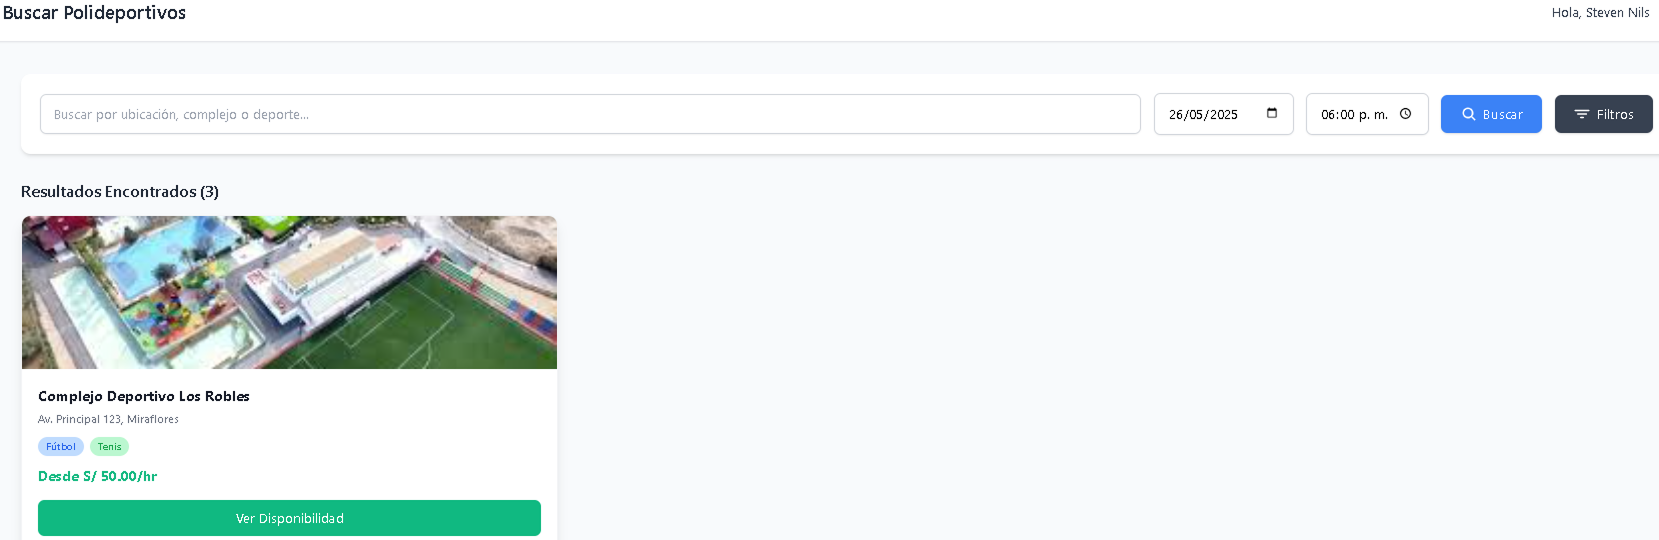 Buscar Polideportivos
Hola, Steven Nils
Buscar por ubicación, complejo o deporte...
26/05/2025
06:00 p. m.
Buscar
Filtros
Resultados Encontrados (3)
Complejo Deportivo Los Robles
Av. Principal 123, Miraflores
Fútbol
Tenis
Desde S/ 50.00/hr
Ver Disponibilidad